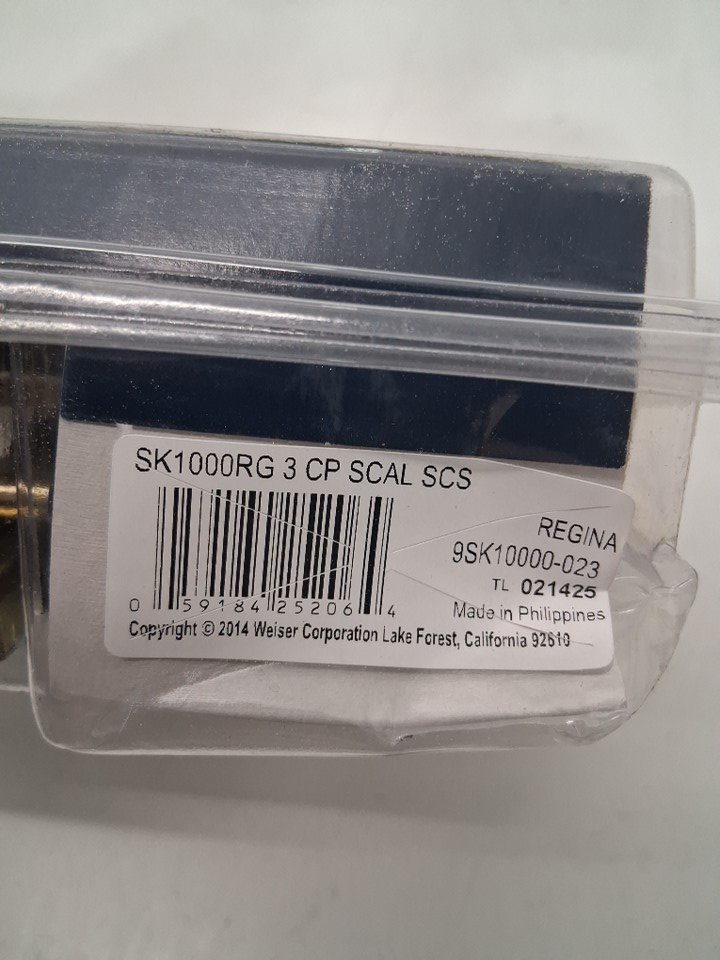 SK1000RG 3 CP SCAL SCS
REGINA
9SK10000-023
TL 021425
Made in Philippines
0 59184 25206 4
Copyright © 2014 Weiser Corporation Lake Forest, California 92610